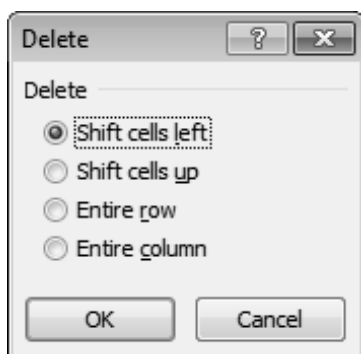 Delete
Delete
Shift cells left
Shift cells up
Entire row
Entire column
OK Cancel